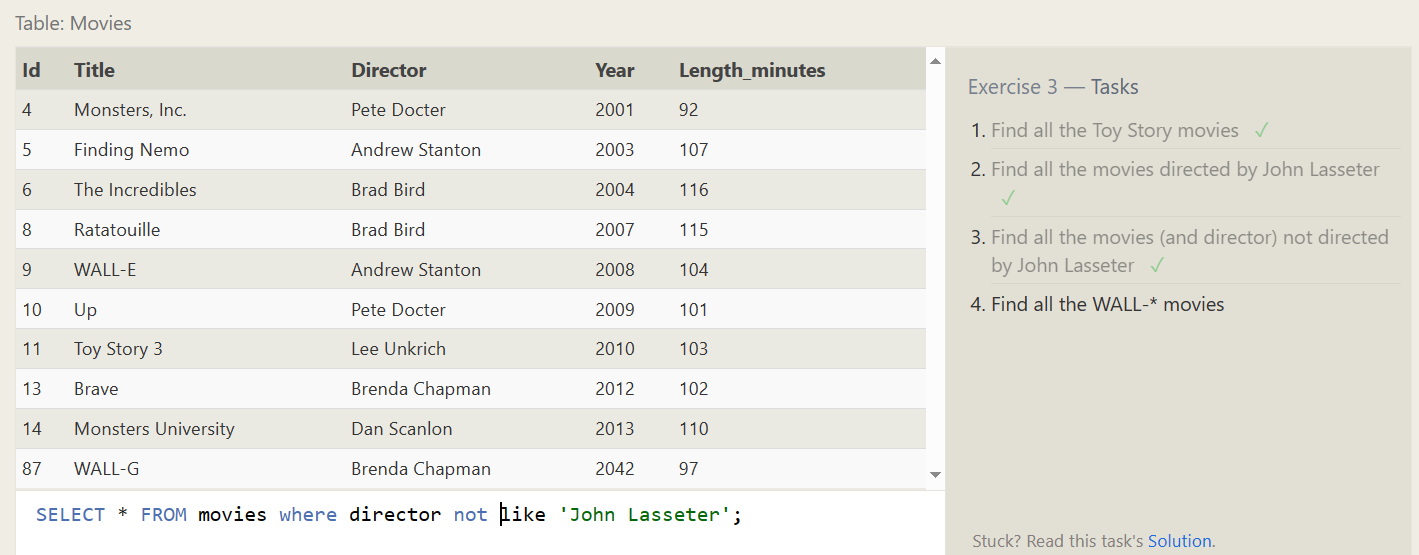 Table: Movies
Id Title Director Year Length_minutes
4 Monsters, Inc. Pete Docter 2001 92
5 Finding Nemo Andrew Stanton 2003 107
6 The Incredibles Brad Bird 2004 116
8 Ratatouille Brad Bird 2007 115
9 WALL-E Andrew Stanton 2008 104
10 Up Pete Docter 2009 101
11 Toy Story 3 Lee Unkrich 2010 103
13 Brave Brenda Chapman 2012 102
14 Monsters University Dan Scanlon 2013 110
87 WALL-G Brenda Chapman 2042 97
SELECT * FROM movies where director not like 'John Lasseter';
Exercise 3 — Tasks
1. Find all the Toy Story movies ✓
2. Find all the movies directed by John Lasseter
✓
3. Find all the movies (and director) not directed
by John Lasseter ✓
4. Find all the WALL-* movies
Stuck? Read this task's Solution.